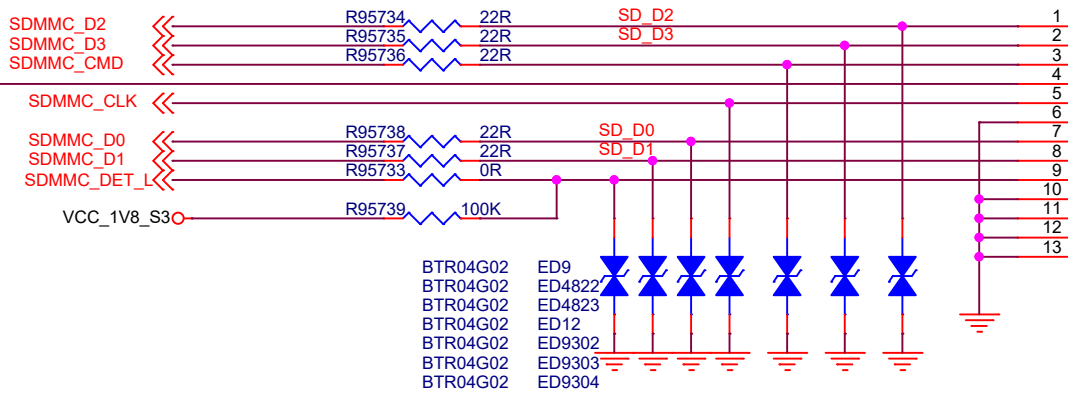 SDMMC_D2 R95734 22R SD_D2 1
SDMMC_D3 R95735 22R SD_D3 2
SDMMC_CMD R95736 22R 3
4
SDMMC_CLK 5
6
SDMMC_D0 R95738 22R SD_D0 7
SDMMC_D1 R95737 22R SD_D1 8
SDMMC_DET_L R95733 0R 9
10
VCC_1V8_S3 R95739 100K 11
12
13
BTR04G02 ED9
BTR04G02 ED4822
BTR04G02 ED4823
BTR04G02 ED12
BTR04G02 ED9302
BTR04G02 ED9303
BTR04G02 ED9304